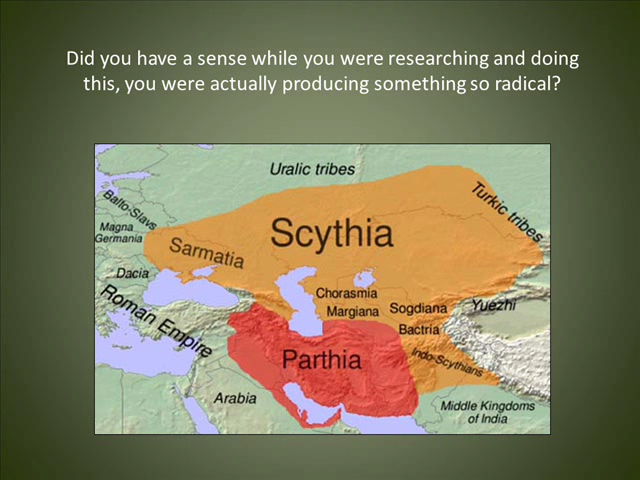 Did you have a sense while you were researching and doing
this, you were actually producing something so radical?
Uralic tribes
Turkic tribes
Balto-Slavs
Magna
Germania
Scythia
Sarmatia
Dacia
Chorasmia
Margiana
Sogdiana
Yuezhi
Roman Empire
Bactria
Parthia
Indo-Scythians
Arabia
Middle Kingdoms
of India